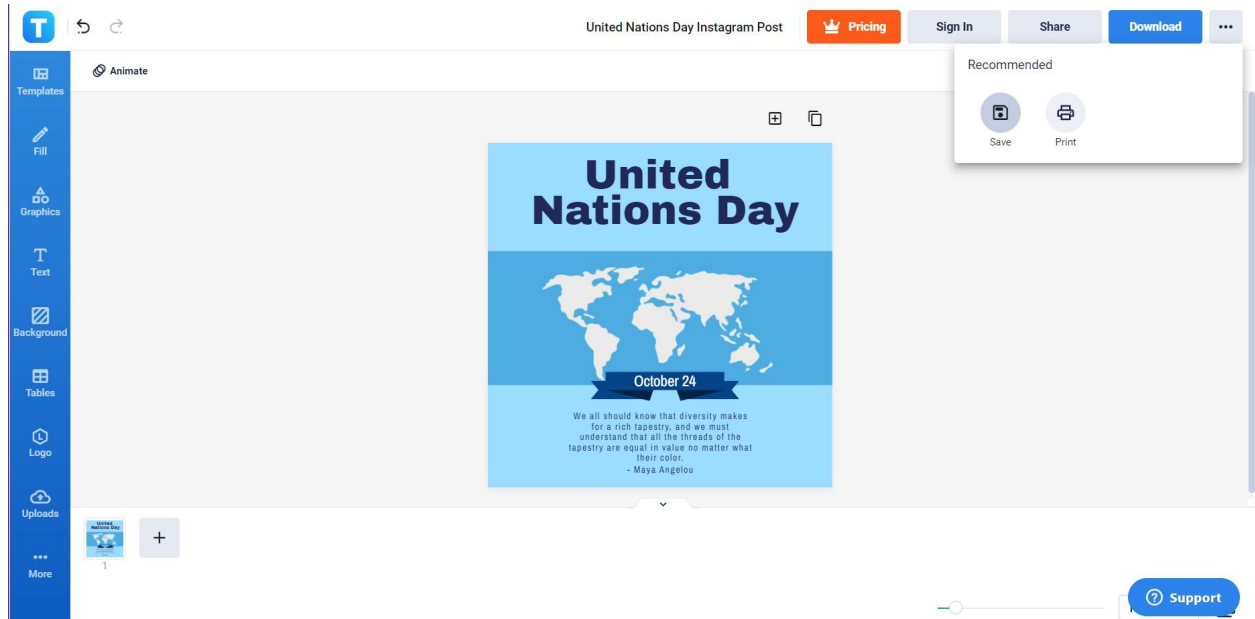 T
United Nations Day Instagram Post
Pricing
Sign In
Share
Download
Animate
Recommended
Save
Print
Templates
Fill
Graphics
Text
Background
Tables
Logo
Uploads
More
United
Nations Day
October 24
We all should know that diversity makes
for a rich tapestry, and we must
understand that all the threads of the
tapestry are equal in value no matter what
their color.
- Maya Angelou
United
Nations Day
1
Support